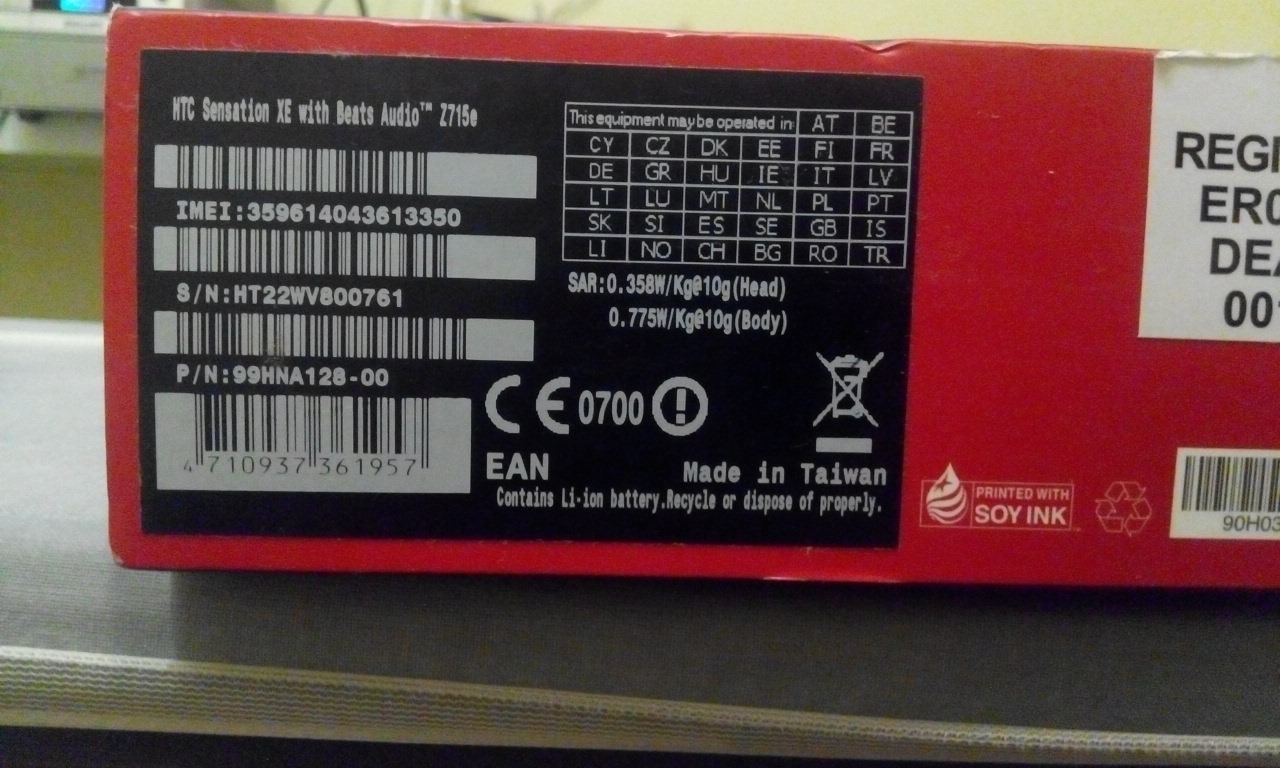 HTC Sensation XE with Beats Audio™ Z715e
IMEI:359614043613350
S/N:HT22WV800761
P/N:99HNA128-00
4 710937 361957
This equipment may be operated in: AT BE
CY CZ DK EE FI FR
DE GR HU IE IT LV
LT LU MT NL PL PT
SK SI ES SE GB IS
LI NO CH BG RO TR
SAR:0.358W/Kg@10g(Head)
0.775W/Kg@10g(Body)
CE 0700
EAN
Made in Taiwan
Contains Li-ion battery.Recycle or dispose of properly.
PRINTED WITH
SOY INK
REGI
ERC
DEA
00
90H03